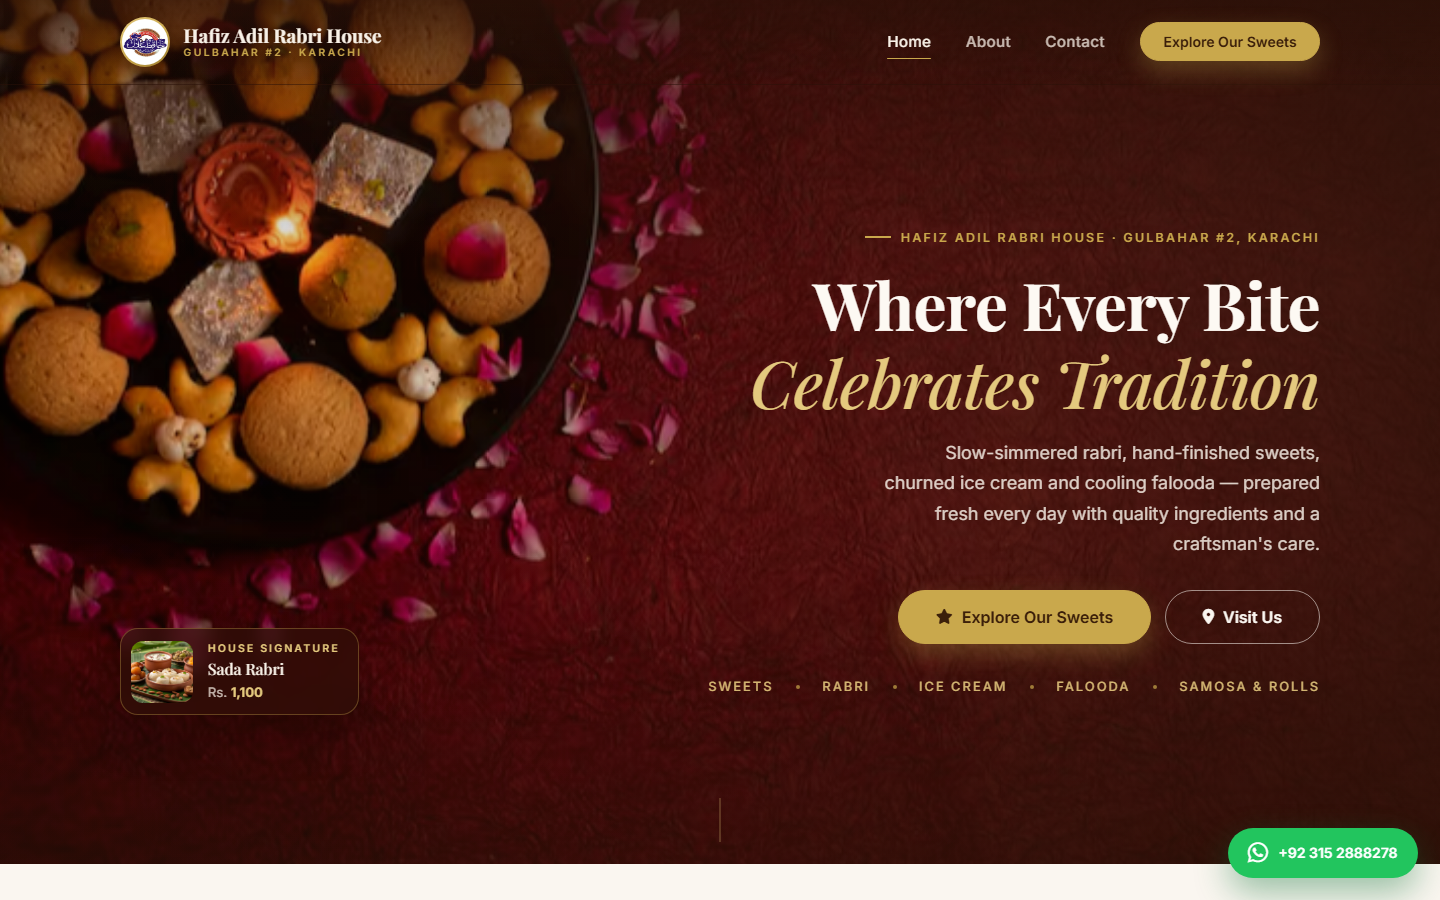 Hafiz Adil Rabri House
GULBAHAR #2 · KARACHI
Home
About
Contact
Explore Our Sweets
HAFIZ ADIL RABRI HOUSE · GULBAHAR #2, KARACHI
Where Every Bite
Celebrates Tradition
Slow-simmered rabri, hand-finished sweets,
churned ice cream and cooling falooda — prepared
fresh every day with quality ingredients and a
craftsman's care.
Explore Our Sweets
Visit Us
HOUSE SIGNATURE
Sada Rabri
Rs. 1,100
SWEETS • RABRI • ICE CREAM • FALOODA • SAMOSA & ROLLS
+92 315 2888278